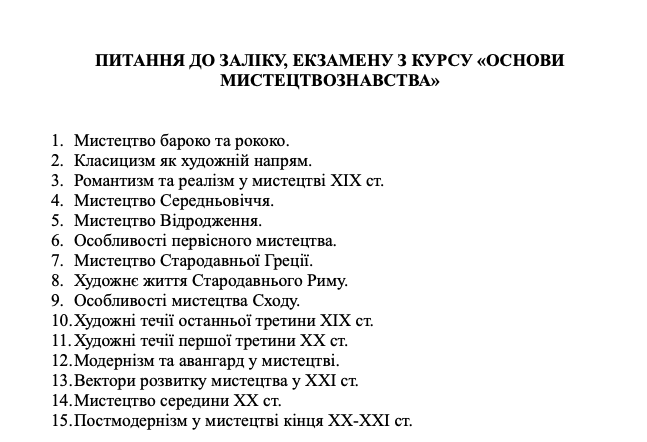 ПИТАННЯ ДО ЗАЛІКУ, ЕКЗАМЕНУ З КУРСУ «ОСНОВИ
МИСТЕЦТВОЗНАВСТВА»
1. Мистецтво бароко та рококо.
2. Класицизм як художній напрям.
3. Романтизм та реалізм у мистецтві XIX ст.
4. Мистецтво Середньовіччя.
5. Мистецтво Відродження.
6. Особливості первісного мистецтва.
7. Мистецтво Стародавньої Греції.
8. Художнє життя Стародавнього Риму.
9. Особливості мистецтва Сходу.
10. Художні течії останньої третини XIX ст.
11. Художні течії першої третини XX ст.
12. Модернізм та авангард у мистецтві.
13. Вектори розвитку мистецтва у XXI ст.
14. Мистецтво середини XX ст.
15. Постмодернізм у мистецтві кінця XX-XXI ст.